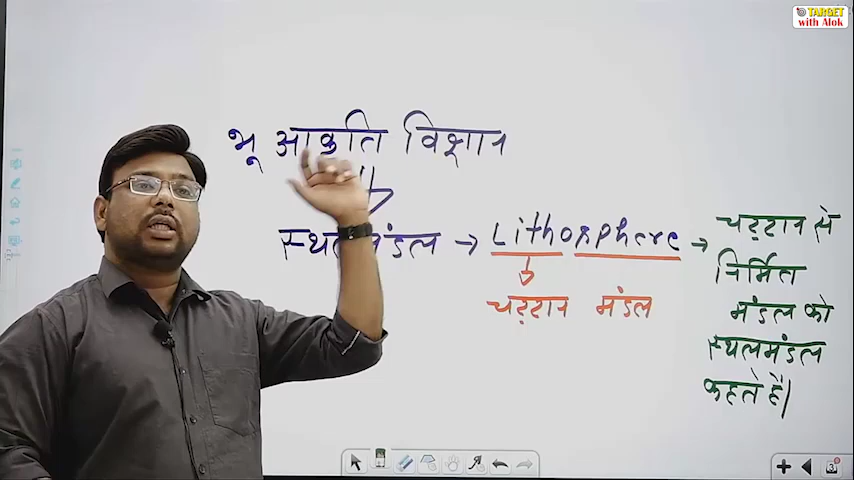 TARGET
with Alok
भू आकृति विज्ञान
स्थलमंडल → Lithosphere → चट्टान से
निर्मित
मंडल को
स्थलमंडल
कहते हैं।
चट्टान मंडल